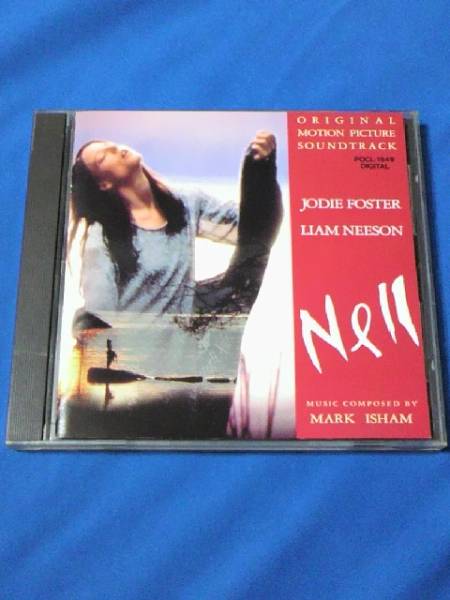 ORIGINAL
MOTION PICTURE
SOUNDTRACK
POCL-1649
DIGITAL
JODIE FOSTER
LIAM NEESON
Nell
MUSIC COMPOSED BY
MARK ISHAM